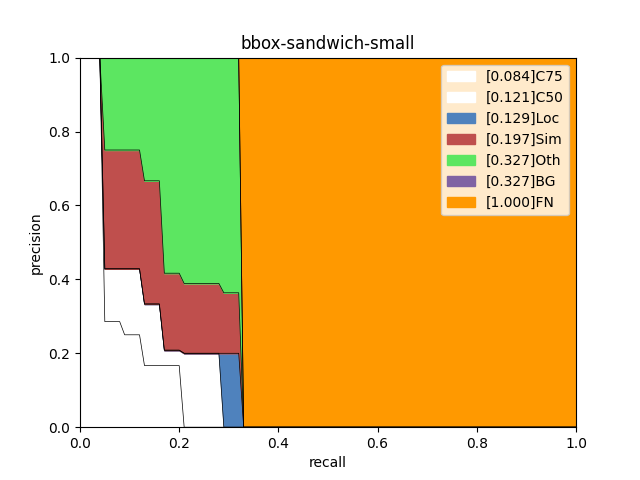 bbox-sandwich-small
1.0
0.8
0.6
0.4
0.2
0.0
precision
[0.084]C75
[0.121]C50
[0.129]Loc
[0.197]Sim
[0.327]Oth
[0.327]BG
[1.000]FN
0.0 0.2 0.4 0.6 0.8 1.0
recall